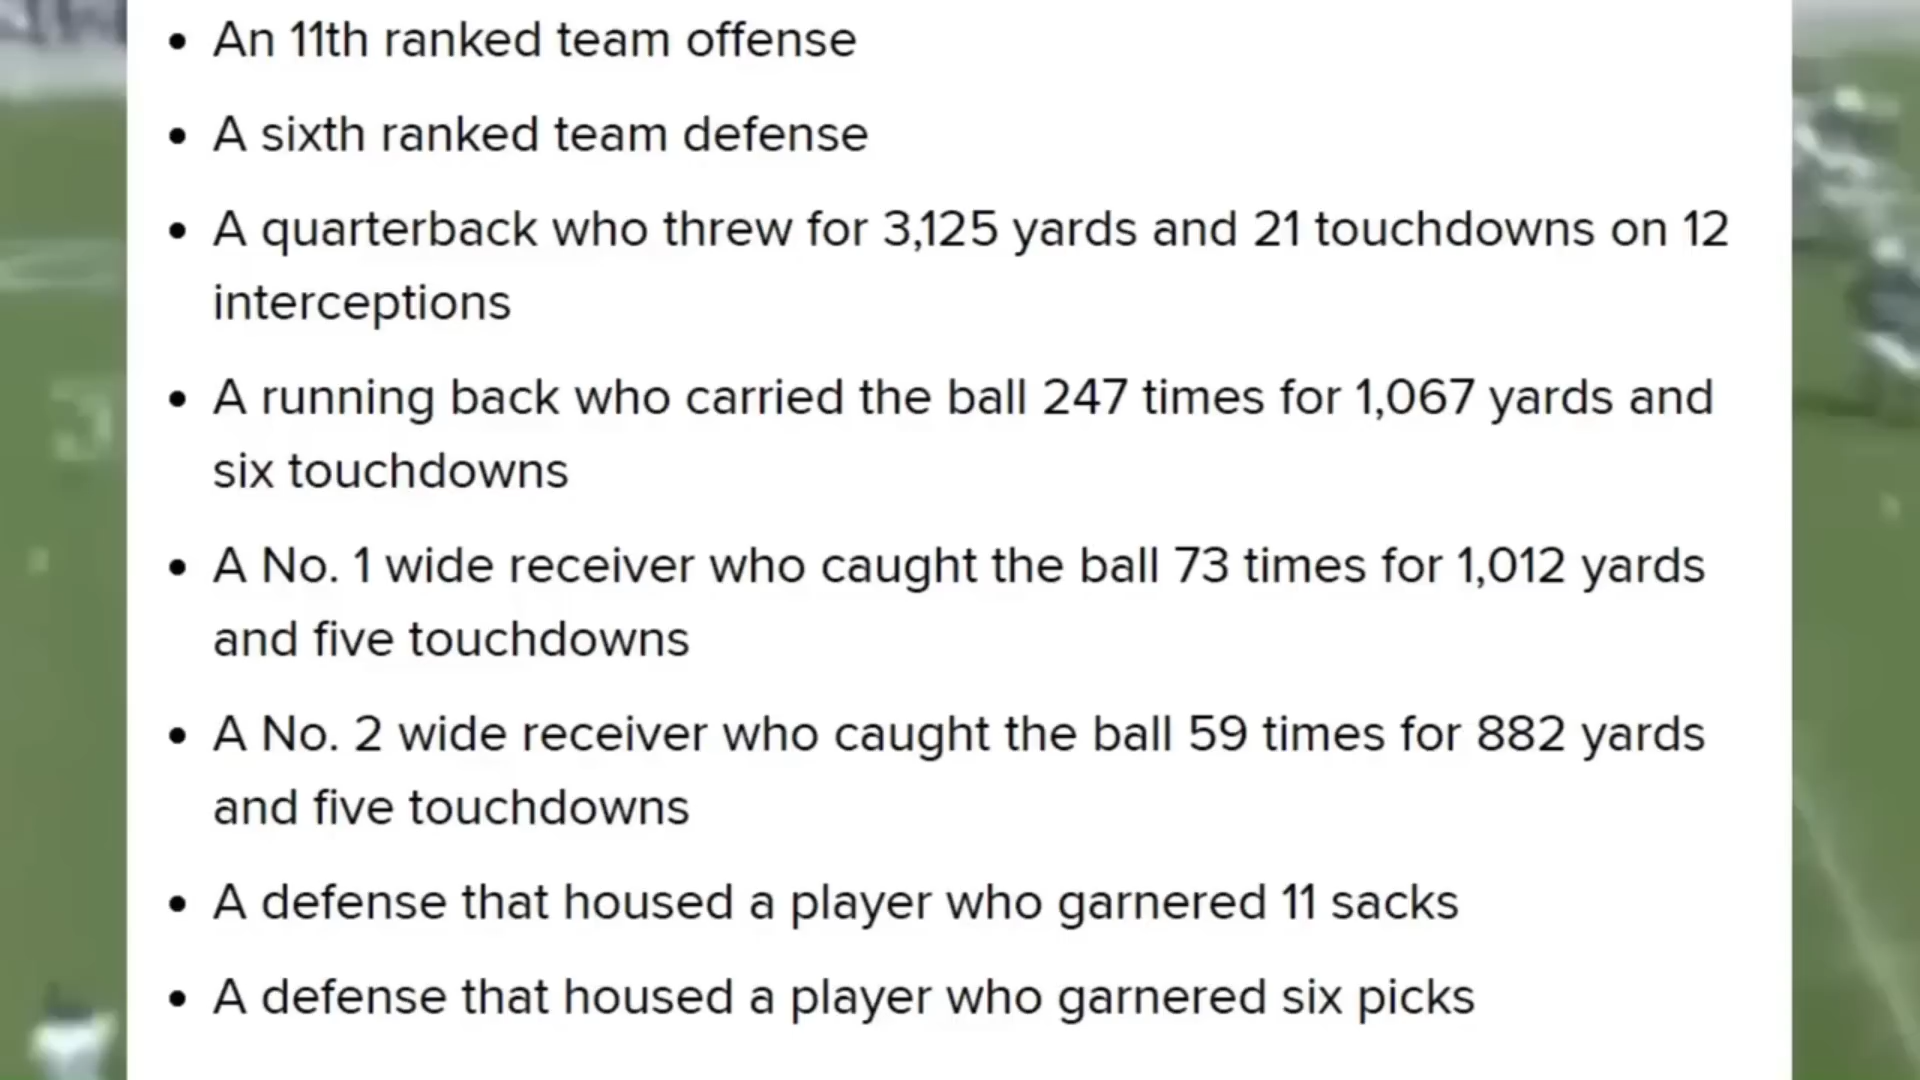 • An 11th ranked team offense
• A sixth ranked team defense
• A quarterback who threw for 3,125 yards and 21 touchdowns on 12
interceptions
• A running back who carried the ball 247 times for 1,067 yards and
six touchdowns
• A No. 1 wide receiver who caught the ball 73 times for 1,012 yards
and five touchdowns
• A No. 2 wide receiver who caught the ball 59 times for 882 yards
and five touchdowns
• A defense that housed a player who garnered 11 sacks
• A defense that housed a player who garnered six picks